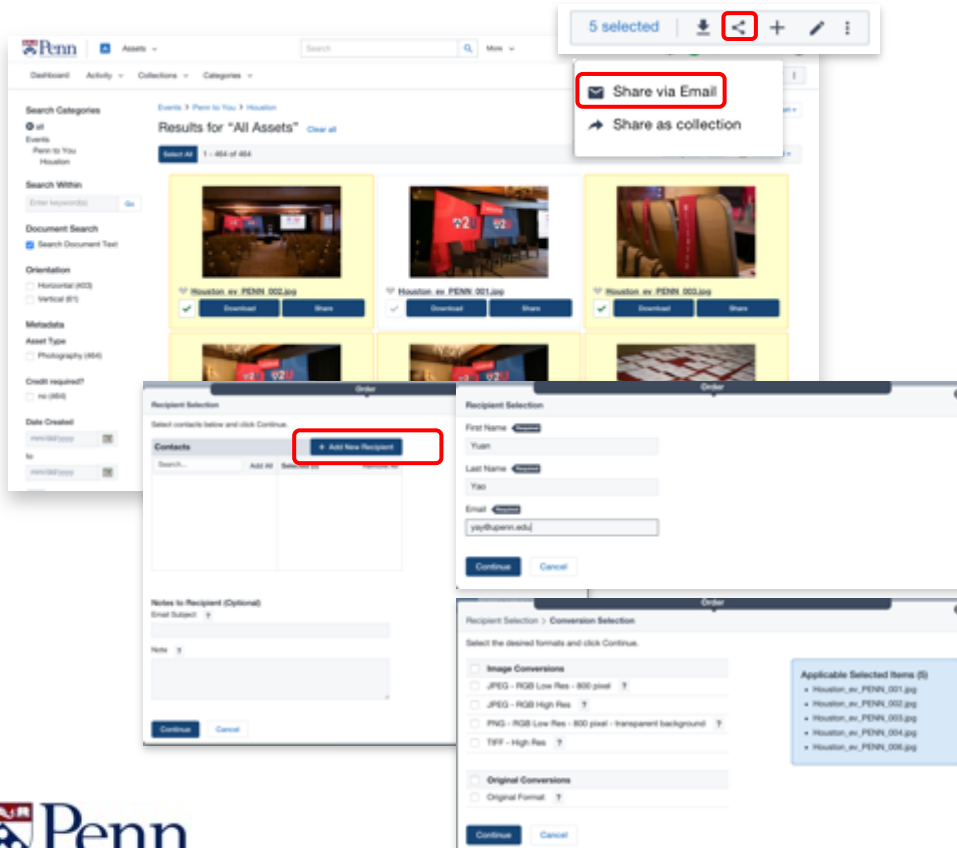 5 selected
Share via Email
Share as collection
Penn
Assets
Search
More
Dashboard Activity Collections Categories
Search Categories
all
Events
Penn to You
Houston
Search Within
Enter keyword(s) Go
Document Search
Search Document Text
Orientation
Horizontal (403)
Vertical (61)
Metadata
Asset Type
Photography (464)
Credit required?
no (464)
Date Created
mm/dd/yyyy
to
mm/dd/yyyy
Events > Penn to You > Houston
Results for "All Assets" Clear all
Select All 1 - 464 of 464
Houston_ev_PENN_002.jpg
Download Share
Houston_ev_PENN_001.jpg
Download Share
Houston_ev_PENN_003.jpg
Download Share
Order
Recipient Selection
Select contacts below and click Continue.
Contacts + Add New Recipient
Search... Add All Selected (0) Remove All
Notes to Recipient (Optional)
Email Subject ?
Note ?
Continue Cancel
Order
Recipient Selection
First Name Required
Yuan
Last Name Required
Yao
Email Required
yay@upenn.edu
Continue Cancel
Order
Recipient Selection > Conversion Selection
Select the desired formats and click Continue.
Image Conversions
JPEG - RGB Low Res - 800 pixel ?
JPEG - RGB High Res ?
PNG - RGB Low Res - 800 pixel - transparent background ?
TIFF - High Res ?
Original Conversions
Original Format ?
Continue Cancel
Applicable Selected Items (5)
Houston_ev_PENN_001.jpg
Houston_ev_PENN_002.jpg
Houston_ev_PENN_003.jpg
Houston_ev_PENN_004.jpg
Houston_ev_PENN_006.jpg
Penn